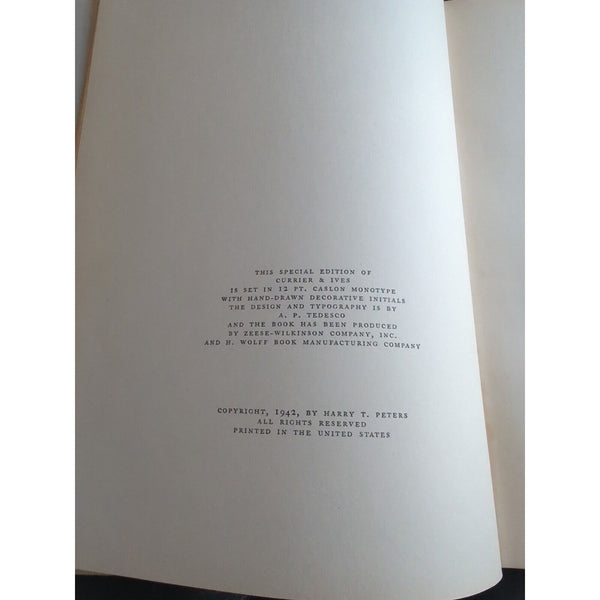 THIS SPECIAL EDITION OF
CURRIER & IVES
IS SET IN 12 PT. CASLON MONOTYPE
WITH HAND-DRAWN DECORATIVE INITIALS
THE DESIGN AND TYPOGRAPHY IS BY
A. P. TEDESCO
AND THE BOOK HAS BEEN PRODUCED
BY ZEESE-WILKINSON COMPANY, INC.
AND H. WOLFF BOOK MANUFACTURING COMPANY
COPYRIGHT, 1942, BY HARRY T. PETERS
ALL RIGHTS RESERVED
PRINTED IN THE UNITED STATES